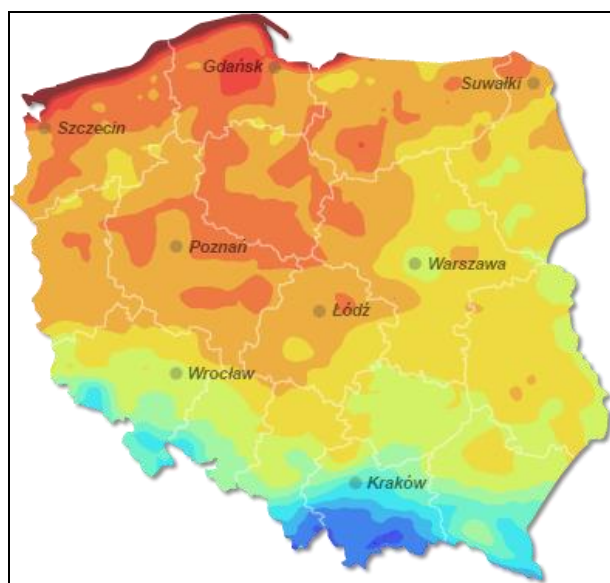 Gdańsk
Suwałki
Szczecin
Poznań
Warszawa
Łódź
Wrocław
Kraków